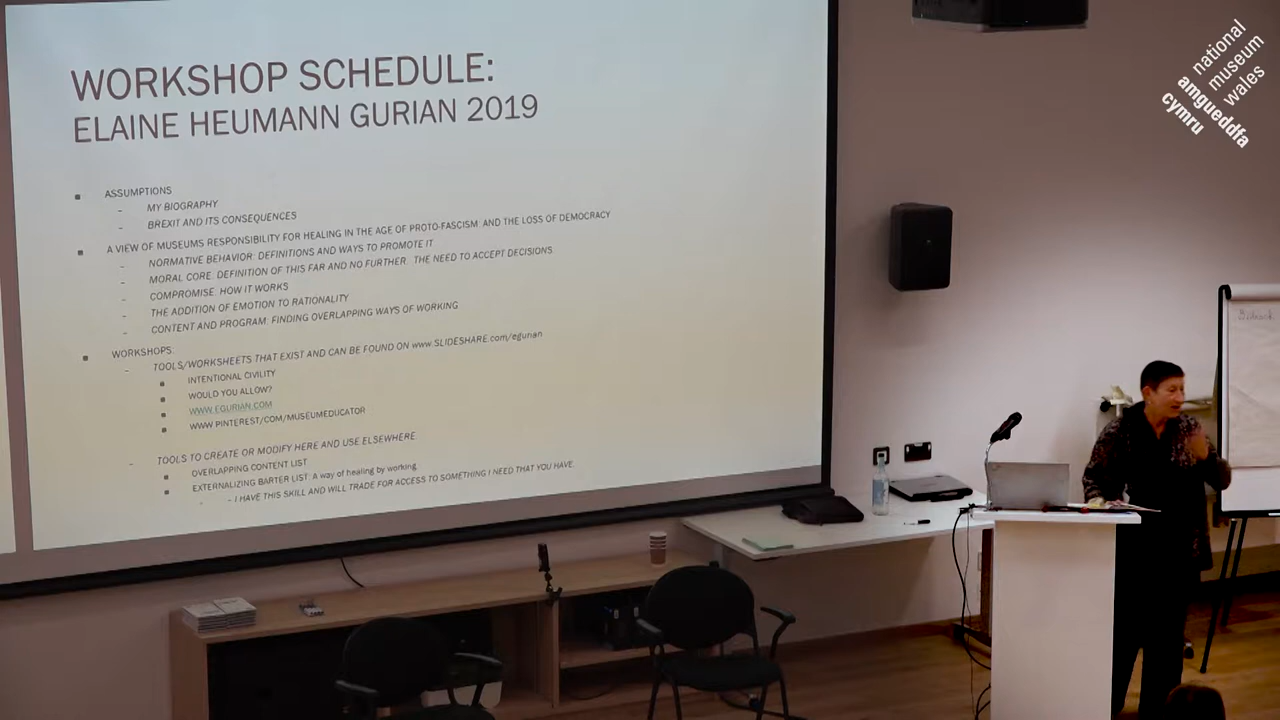 WORKSHOP SCHEDULE:
ELAINE HEUMANN GURIAN 2019
ASSUMPTIONS
MY BIOGRAPHY
BREXIT AND ITS CONSEQUENCES
A VIEW OF MUSEUMS RESPONSIBILITY FOR HEALING IN THE AGE OF PROTO-FASCISM AND THE LOSS OF DEMOCRACY
NORMATIVE BEHAVIOR: DEFINITIONS AND WAYS TO PROMOTE IT
MORAL CORE: DEFINITION OF THIS FAR AND NO FURTHER. THE NEED TO ACCEPT DECISIONS.
COMPROMISE: HOW IT WORKS
THE ADDITION OF EMOTION TO RATIONALITY
CONTENT AND PROGRAM: FINDING OVERLAPPING WAYS OF WORKING
WORKSHOPS:
TOOLS/WORKSHEETS THAT EXIST AND CAN BE FOUND ON www.SLIDESHARE.com/egurian
INTENTIONAL CIVILITY
WOULD YOU ALLOW?
WWW.EGURIAN.COM
WWW.PINTEREST/COM/MUSEUMEDUCATOR
TOOLS TO CREATE OR MODIFY HERE AND USE ELSEWHERE.
OVERLAPPING CONTENT LIST
EXTERNALIZING BARTER LIST: A way of healing by working.
- I HAVE THIS SKILL AND WILL TRADE FOR ACCESS TO SOMETHING I NEED THAT YOU HAVE.
national
museum
wales
amgueddfa
cymru